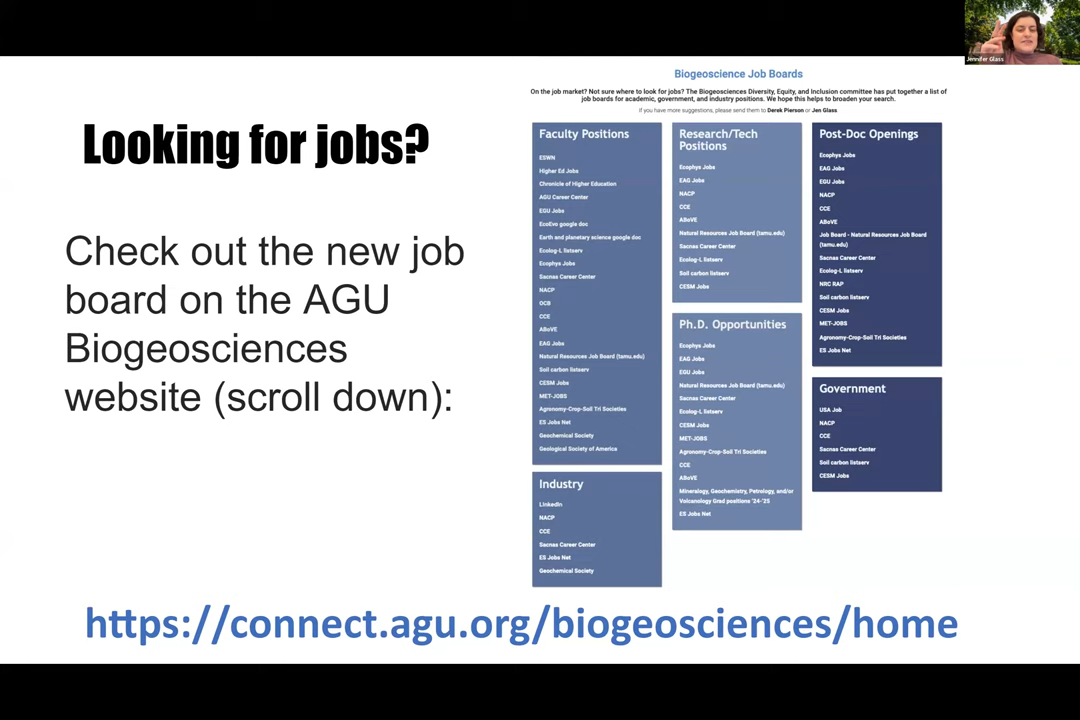 Jennifer Glass
Looking for jobs?
Check out the new job
board on the AGU
Biogeosciences
website (scroll down):
Biogeoscience Job Boards
On the job market? Not sure where to look for jobs? The Biogeosciences Diversity, Equity, and Inclusion committee has put together a list of
job boards for academic, government, and industry positions. We hope this helps to broaden your search.
If you have more suggestions, please send them to Derek Pierson or Jen Glass
Faculty Positions
ESWN
Higher Ed Jobs
Chronicle of Higher Education
AGU Career Center
EGU Jobs
EcoEvo google doc
Earth and planetary science google doc
Ecolog-L listserv
Ecophys Jobs
Sacnas Career Center
NACP
OCB
CCE
ABoVE
EAG Jobs
Natural Resources Job Board (tamu.edu)
Soil carbon listserv
CESM Jobs
MET-JOBS
Agronomy-Crop-Soil Tri Societies
ES Jobs Net
Geochemical Society
Geological Society of America
Industry
LinkedIn
NACP
CCE
Sacnas Career Center
ES Jobs Net
Geochemical Society
Research/Tech
Positions
Ecophys Jobs
EAG Jobs
NACP
CCE
ABoVE
Natural Resources Job Board (tamu.edu)
Sacnas Career Center
Ecolog-L listserv
Soil carbon listserv
CESM Jobs
Ph.D. Opportunities
Ecophys Jobs
EAG Jobs
EGU Jobs
Natural Resources Job Board (tamu.edu)
Sacnas Career Center
Ecolog-L listserv
CESM Jobs
MET-JOBS
Agronomy-Crop-Soil Tri Societies
CCE
ABoVE
Mineralogy, Geochemistry, Petrology, and/or
Volcanology Grad positions '24-'25
ES Jobs Net
Post-Doc Openings
Ecophys Jobs
EAG Jobs
EGU Jobs
NACP
CCE
ABoVE
Job Board - Natural Resources Job Board
(tamu.edu)
Sacnas Career Center
Ecolog-L listserv
NRC RAP
Soil carbon listserv
CESM Jobs
MET-JOBS
Agronomy-Crop-Soil Tri Societies
ES Jobs Net
Government
USA Job
NACP
CCE
Sacnas Career Center
Soil carbon listserv
CESM Jobs
https://connect.agu.org/biogeosciences/home